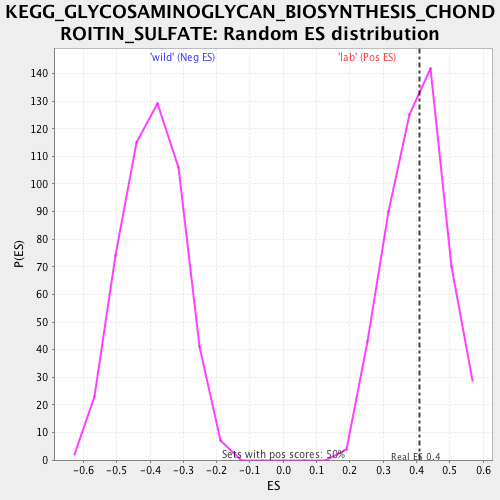 KEGG_GLYCOSAMINOGLYCAN_BIOSYNTHESIS_CHOND
ROITIN_SULFATE: Random ES distribution
'wild' (Neg ES)
'lab' (Pos ES)
140
130
120
110
100
90
80
70
60
50
40
30
20
10
0
P(ES)
Sets with pos scores: 50%
Real ES 0.4
-0.6 -0.5 -0.4 -0.3 -0.2 -0.1 0.0 0.1 0.2 0.3 0.4 0.5 0.6
ES